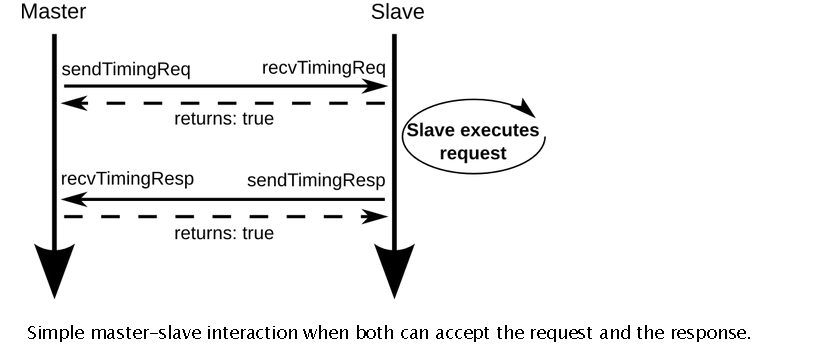 Master
Slave
sendTimingReq
recvTimingReq
returns: true
Slave executes
request
recvTimingResp
sendTimingResp
returns: true
Simple master-slave interaction when both can accept the request and the response.